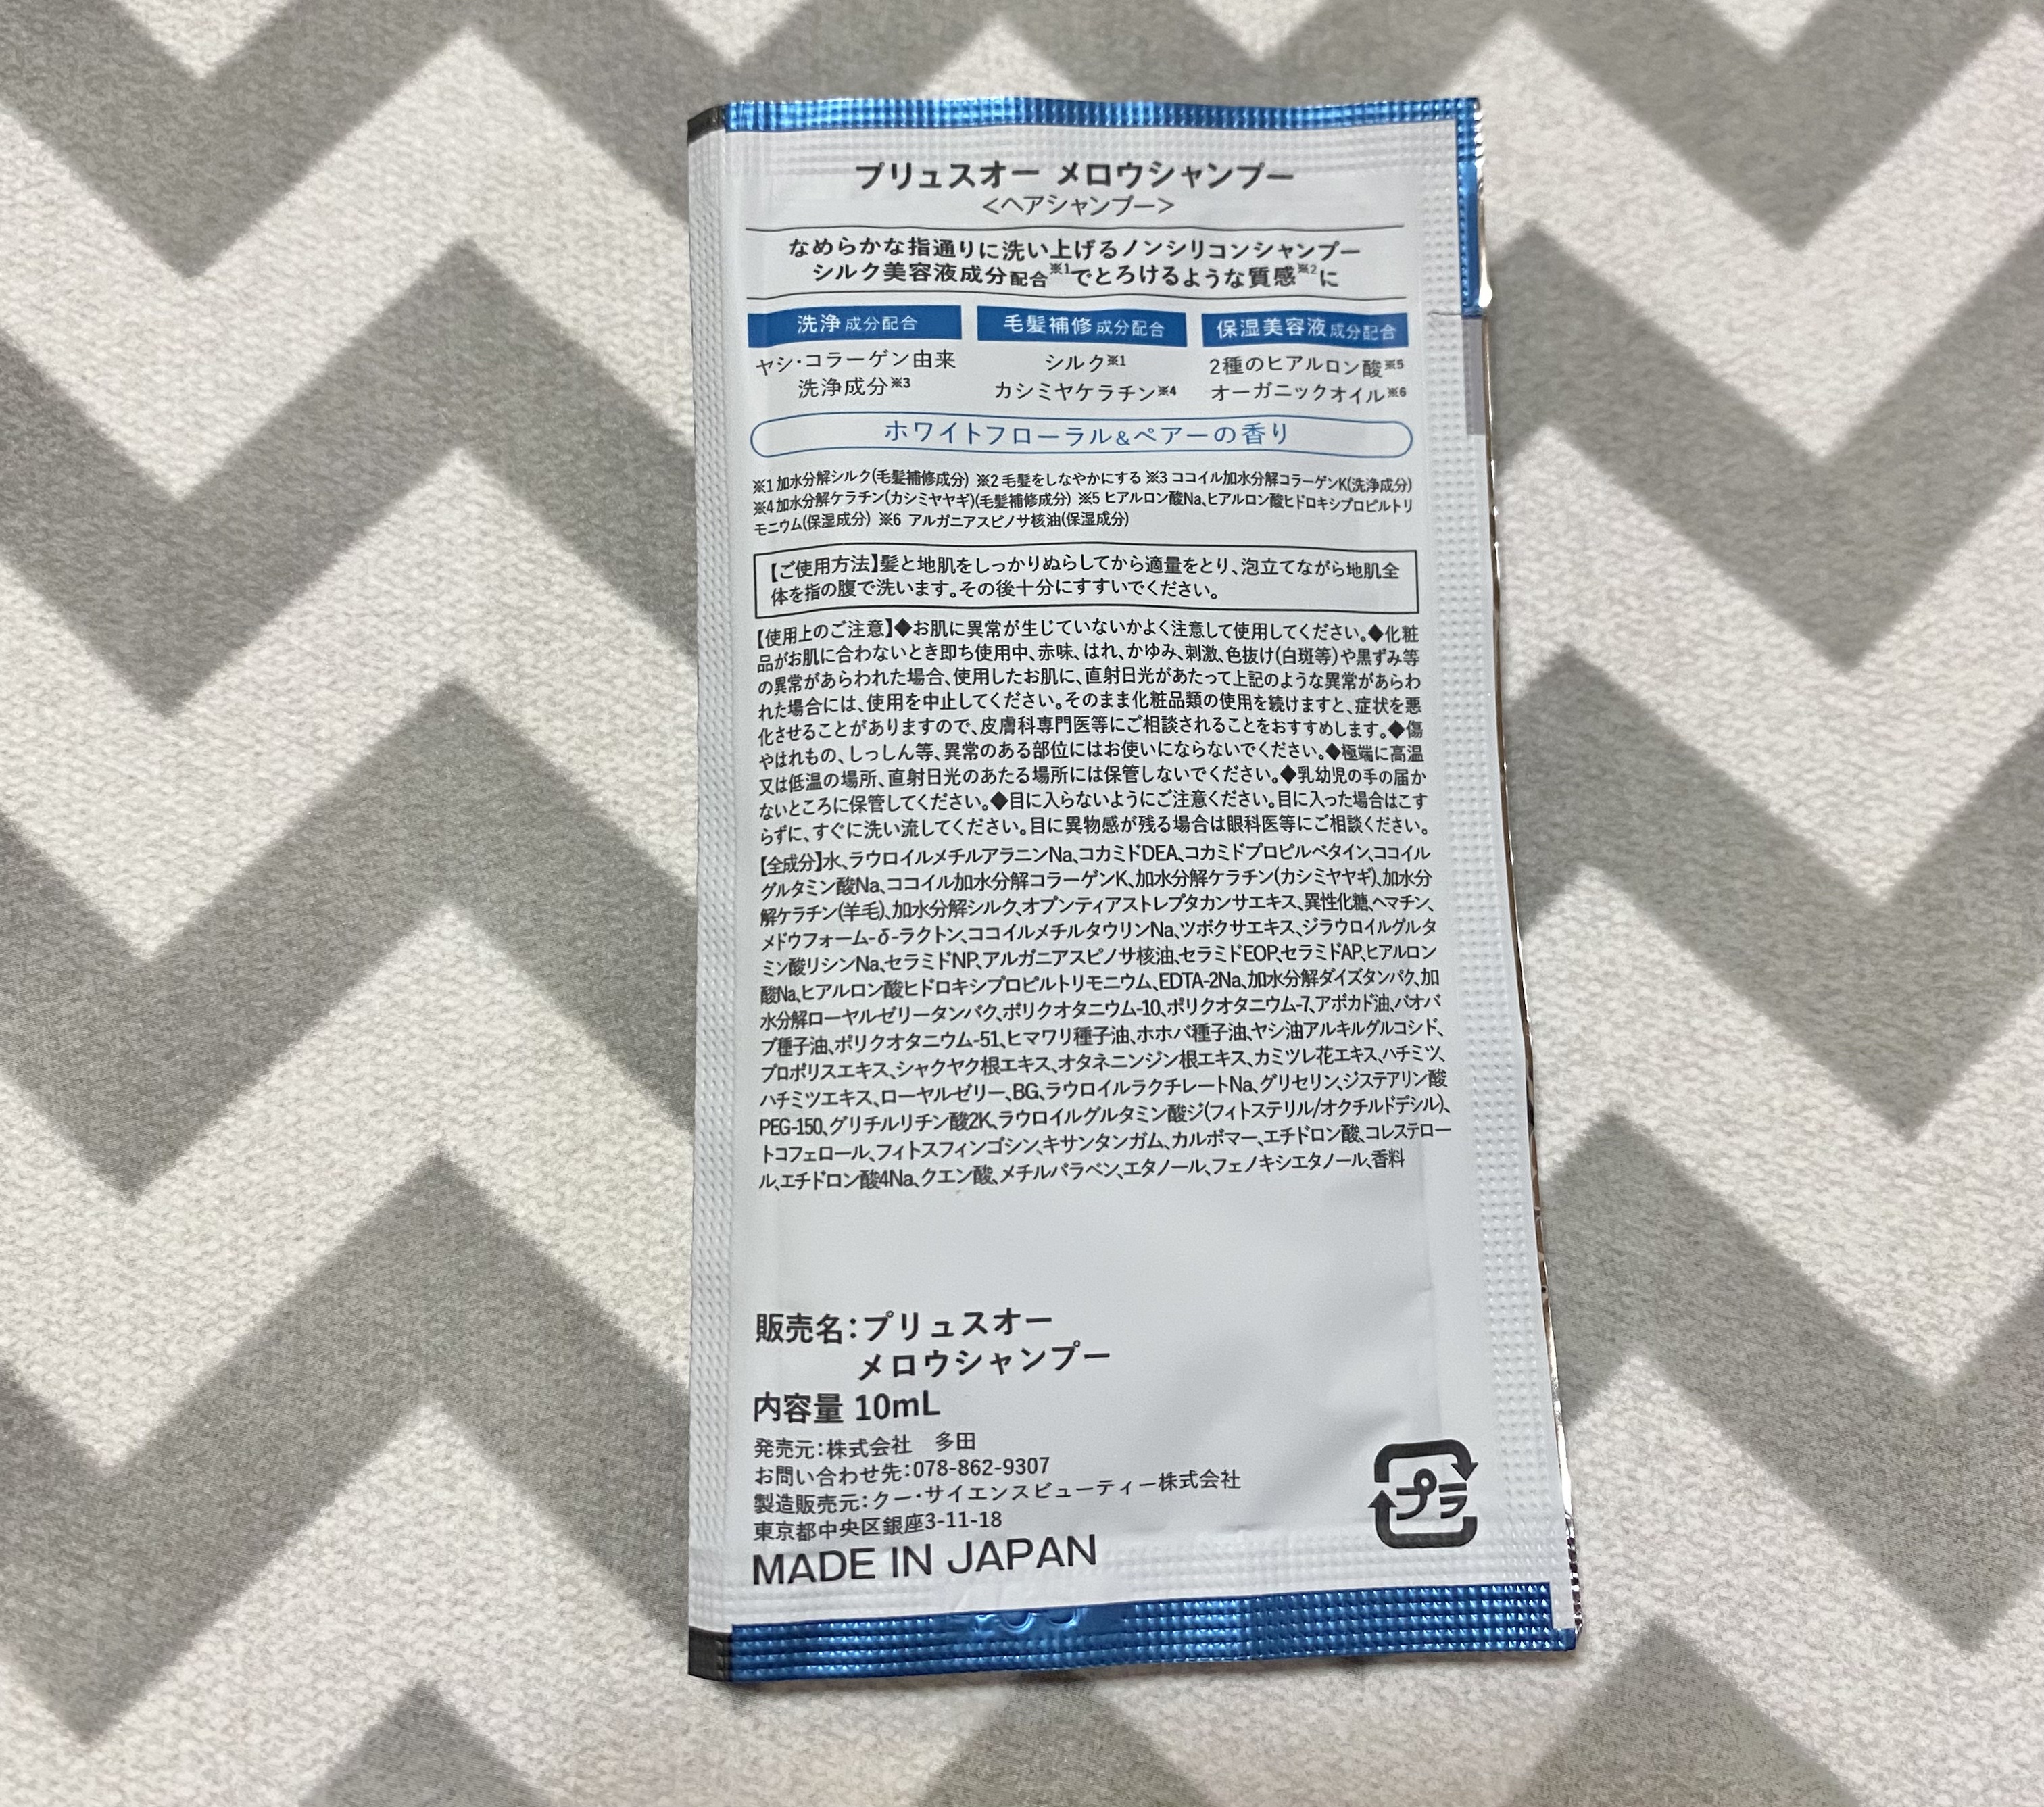 プリュスオー メロウシャンプー
<ヘアシャンプー>
なめらかな指通りに洗い上げるノンシリコンシャンプー
シルク美容液成分配合※1でとろけるような質感※2に
洗浄成分配合
ヤシ・コラーゲン由来
洗浄成分※3
毛髪補修成分配合
シルク※1
カシミヤケラチン※4
保湿美容液成分配合
2種のヒアルロン酸※5
オーガニックオイル※6
ホワイトフローラル&ペアーの香り
※1 加水分解シルク(毛髪補修成分) ※2 毛髪をしなやかにする ※3 ココイル加水分解コラーゲンK(洗浄成分)
※4 加水分解ケラチン(カシミヤヤギ)(毛髪補修成分) ※5 ヒアルロン酸Na、ヒアルロン酸ヒドロキシプロピルトリ
モニウム(保湿成分) ※6 アルガニアスピノサ核油(保湿成分)
【ご使用方法】髪と地肌をしっかりぬらしてから適量をとり、泡立てながら地肌全
体を指の腹で洗います。その後十分にすすいでください。
【使用上のご注意】◆お肌に異常が生じていないかよく注意して使用してください。◆化粧
品がお肌に合わないとき即ち使用中、赤味、はれ、かゆみ、刺激、色抜け(白斑等)や黒ずみ等
の異常があらわれた場合、使用したお肌に、直射日光があたって上記のような異常があらわ
れた場合には、使用を中止してください。そのまま化粧品類の使用を続けますと、症状を悪
化させることがありますので、皮膚科専門医等にご相談されることをおすすめします。◆傷
やはれもの、しっしん等、異常のある部位にはお使いにならないでください。◆極端に高温
又は低温の場所、直射日光のあたる場所には保管しないでください。◆乳幼児の手の届か
ないところに保管してください。◆目に入らないようにご注意ください。目に入った場合はこす
らずに、すぐに洗い流してください。目に異物感が残る場合は眼科医等にご相談ください。
【全成分】水、ラウロイルメチルアラニンNa、コカミドDEA、コカミドプロピルベタイン、ココイル
グルタミン酸Na、ココイル加水分解コラーゲンK、加水分解ケラチン(カシミヤヤギ)、加水分
解ケラチン(羊毛)、加水分解シルク、オプンティアストレプタカンサエキス、異性化糖、ヘマチン、
メドウフォーム-δ-ラクトン、ココイルメチルタウリンNa、ツボクサエキス、ジラウロイルグルタ
ミン酸リシンNa、セラミドNP、アルガニアスピノサ核油、セラミドEOP、セラミドAP、ヒアルロン
酸Na、ヒアルロン酸ヒドロキシプロピルトリモニウム、EDTA-2Na、加水分解ダイズタンパク、加
水分解ローヤルゼリータンパク、ポリクオタニウム-10、ポリクオタニウム-7、アボカド油、バオバ
ブ種子油、ポリクオタニウム-51、ヒマワリ種子油、ホホバ種子油、ヤシ油アルキルグルコシド、
プロポリスエキス、シャクヤク根エキス、オタネニンジン根エキス、カミツレ花エキス、ハチミツ、
ハチミツエキス、ローヤルゼリー、BG、ラウロイルラクチレートNa、グリセリン、ジステアリン酸
PEG-150、グリチルリチン酸2K、ラウロイルグルタミン酸ジ(フィトステリル/オクチルドデシル)、
トコフェロール、フィトスフィンゴシン、キサンタンガム、カルボマー、エチドロン酸、コレステロー
ル、エチドロン酸4Na、クエン酸、メチルパラベン、エタノール、フェノキシエタノール、香料
販売名:プリュスオー
メロウシャンプー
内容量 10mL
発売元:株式会社 多田
お問い合わせ先:078-862-9307
製造販売元:クー・サイエンスビューティー株式会社
東京都中央区銀座3-11-18
MADE IN JAPAN
プラ